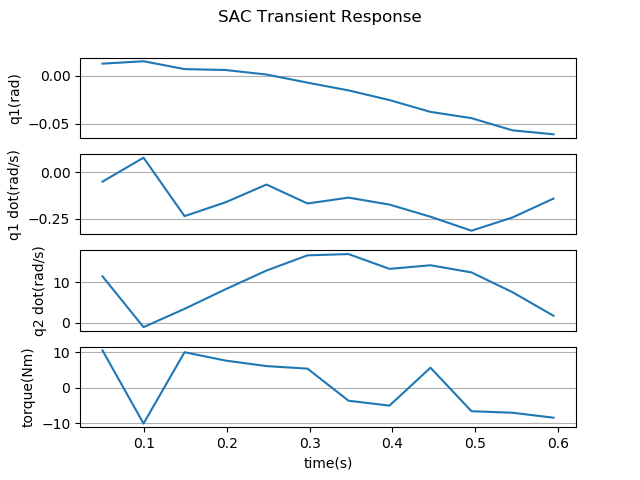 SAC Transient Response
q1(rad)
0.00
−0.05
q1 dot(rad/s)
0.00
−0.25
q2 dot(rad/s)
10
0
torque(Nm)
10
0
−10
0.1 0.2 0.3 0.4 0.5 0.6
time(s)